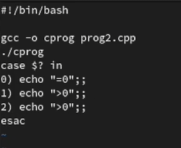 #!/bin/bash
gcc -o cprog prog2.cpp
./cprog
case $? in
0) echo "=0";;
1) echo ">0";;
2) echo ">0";;
esac
~